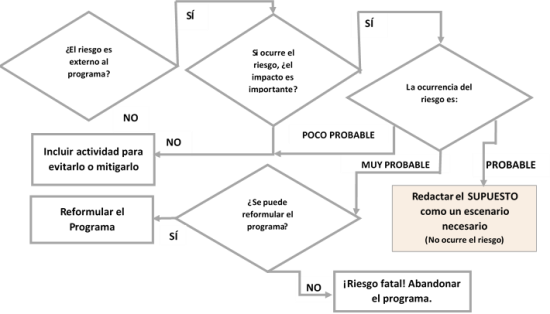 SÍ
SÍ
¿El riesgo es
externo al
programa?
Si ocurre el
riesgo, ¿el
impacto es
importante?
La ocurrencia del
riesgo es:
NO
NO
POCO PROBABLE
Incluir actividad para
evitarlo o mitigarlo
MUY PROBABLE
PROBABLE
¿Se puede
reformular el
programa?
Reformular el
Programa
SÍ
Redactar el SUPUESTO
como un escenario
necesario
(No ocurre el riesgo)
NO
¡Riesgo fatal! Abandonar
el programa.